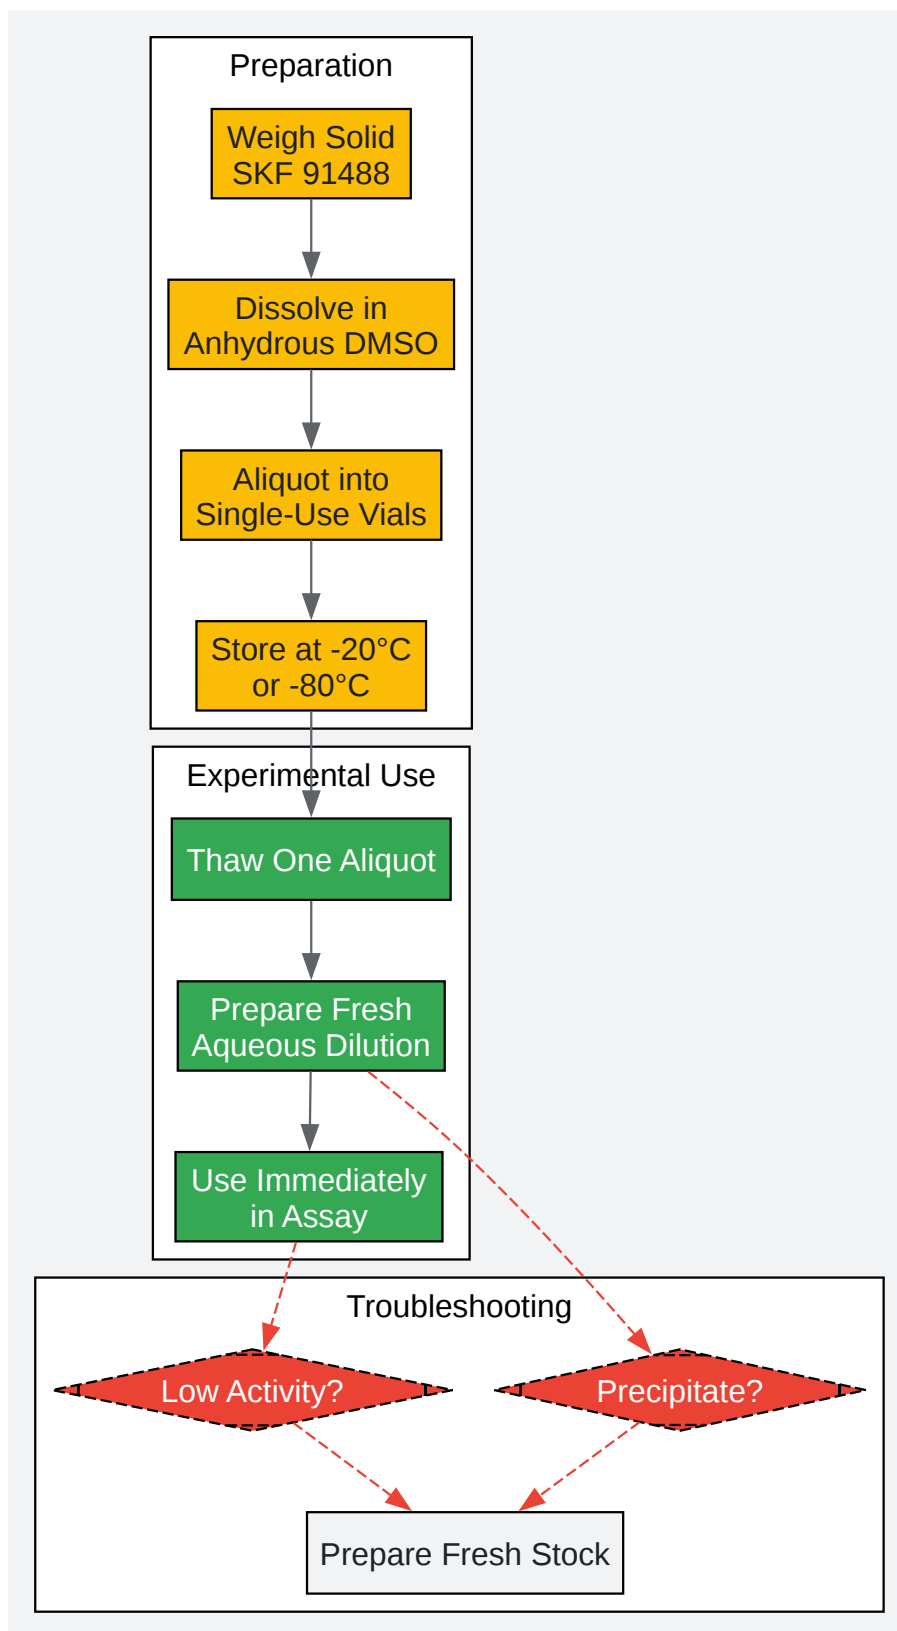 Preparation
Weigh Solid
SKF 91488
Dissolve in
Anhydrous DMSO
Aliquot into
Single-Use Vials
Store at -20°C
or -80°C
Experimental Use
Thaw One Aliquot
Prepare Fresh
Aqueous Dilution
Use Immediately
in Assay
Troubleshooting
Low Activity?
Precipitate?
Prepare Fresh Stock